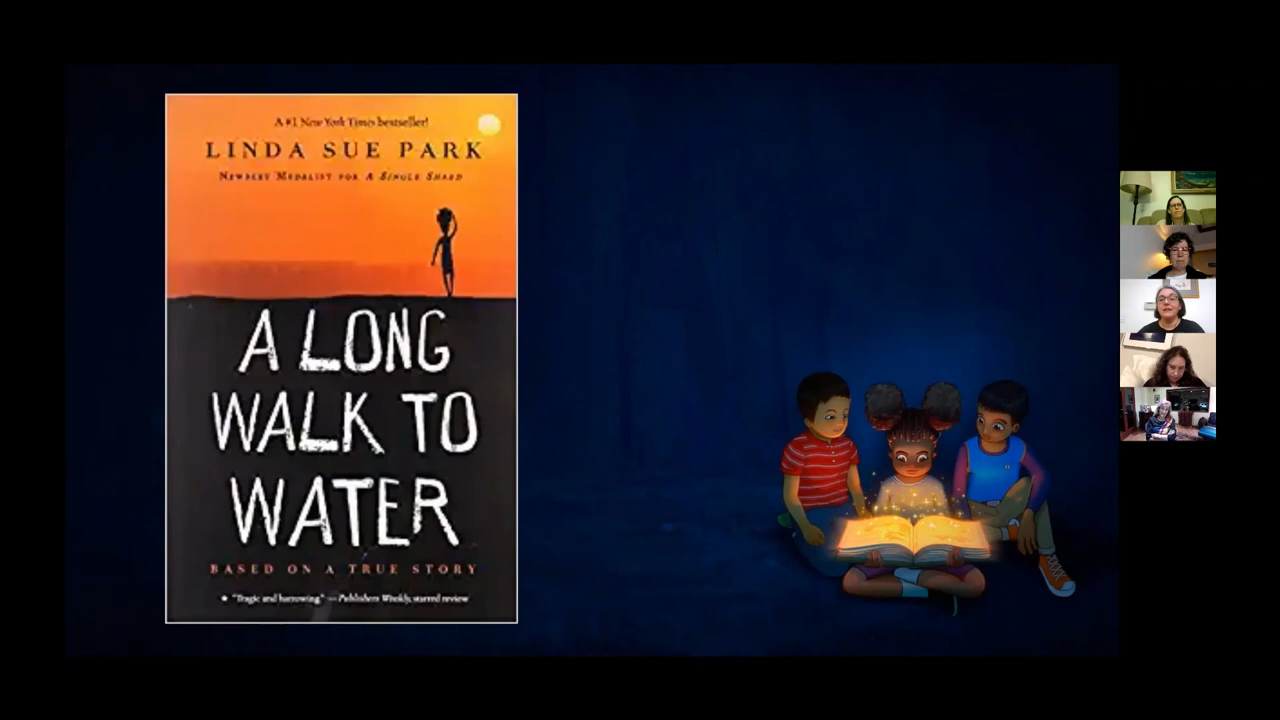 A #1 New York Times bestseller!
LINDA SUE PARK
NEWBERY MEDALIST FOR A SINGLE SHARD
A LONG
WALK TO
WATER
BASED ON A TRUE STORY
★ "Tragic and harrowing." —Publishers Weekly, starred review